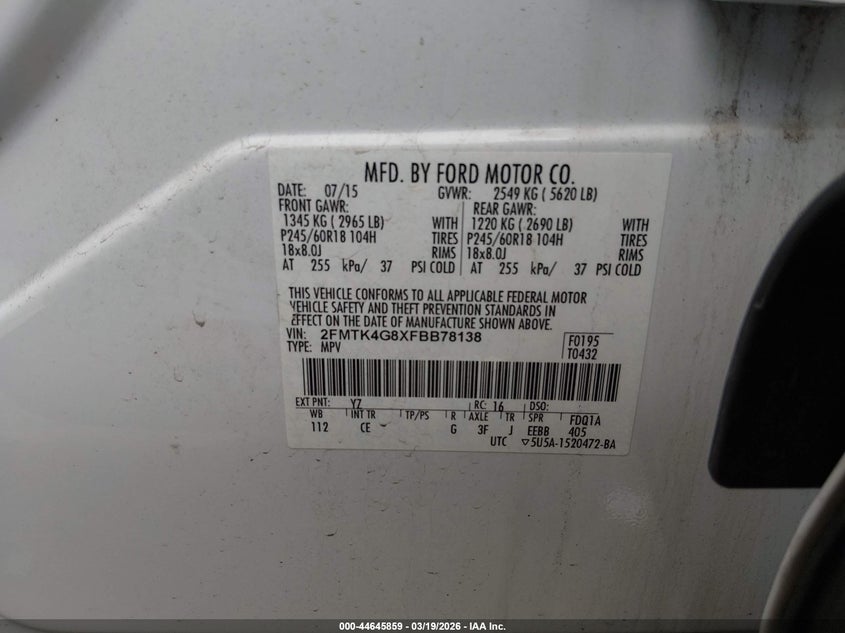 MFD. BY FORD MOTOR CO.
DATE: 07/15 GVWR: 2549 KG ( 5620 LB)
FRONT GAWR: REAR GAWR:
1345 KG ( 2965 LB) WITH 1220 KG ( 2690 LB) WITH
P245/60R18 104H TIRES P245/60R18 104H TIRES
18x8.0J RIMS 18x8.0J RIMS
AT 255 kPa/ 37 PSI COLD AT 255 kPa/ 37 PSI COLD
THIS VEHICLE CONFORMS TO ALL APPLICABLE FEDERAL MOTOR
VEHICLE SAFETY AND THEFT PREVENTION STANDARDS IN
EFFECT ON THE DATE OF MANUFACTURE SHOWN ABOVE.
VIN: 2FMTK4G8XFBB78138 F0195
TYPE: MPV T0432
EXT PNT: YZ RC: 16 DSO:
WB INT TR TP/PS R AXLE TR SPR FDQ1A
112 CE G 3F J EEBB 405
UTC ▽5U5A-1520472-BA
000-44645859 — 03/19/2026 — IAA Inc.